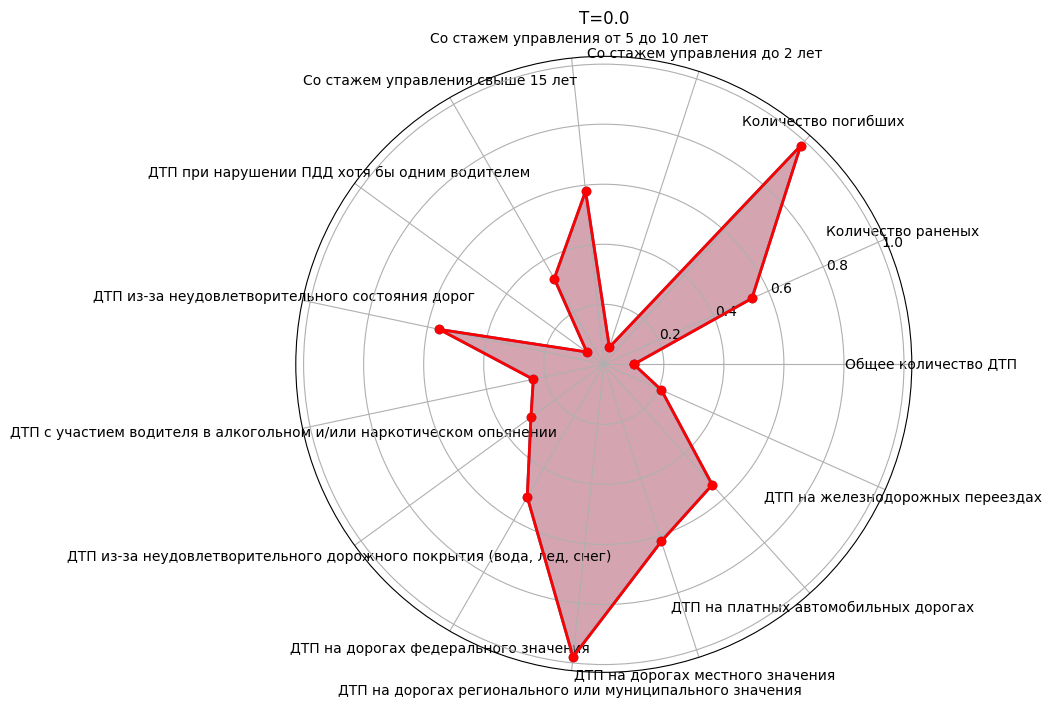 T=0.0
Со стажем управления от 5 до 10 лет
Со стажем управления до 2 лет
Со стажем управления свыше 15 лет
Количество погибших
ДТП при нарушении ПДД хотя бы одним водителем
Количество раненых
1.0
0.8
0.6
ДТП из-за неудовлетворительного состояния дорог
0.4
0.2
Общее количество ДТП
ДТП с участием водителя в алкогольном и/или наркотическом опьянении
ДТП на железнодорожных переездах
ДТП из-за неудовлетворительного дорожного покрытия (вода, лед, снег)
ДТП на платных автомобильных дорогах
ДТП на дорогах федерального значения
ДТП на дорогах местного значения
ДТП на дорогах регионального или муниципального значения